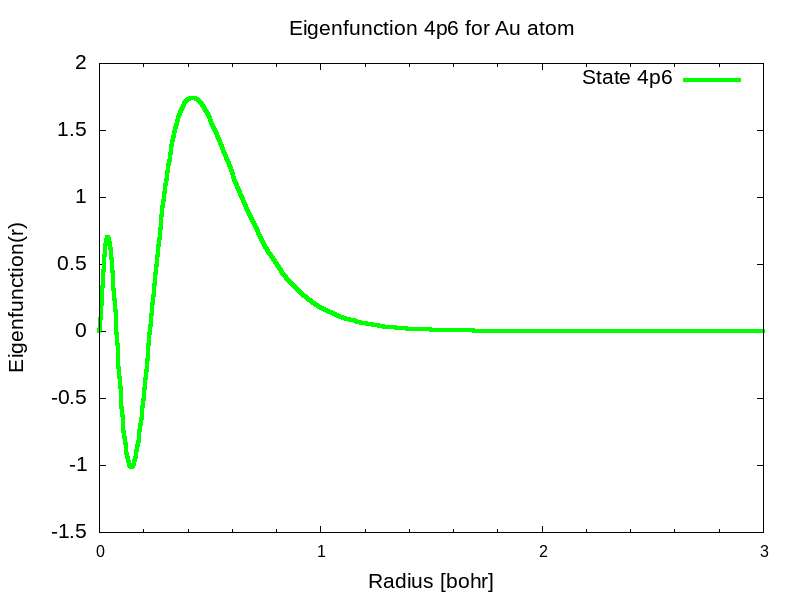 Eigenfunction 4p6 for Au atom
State 4p6
2
1.5
1
0.5
0
-0.5
-1
-1.5
Eigenfunction(r)
0 1 2 3
Radius [bohr]